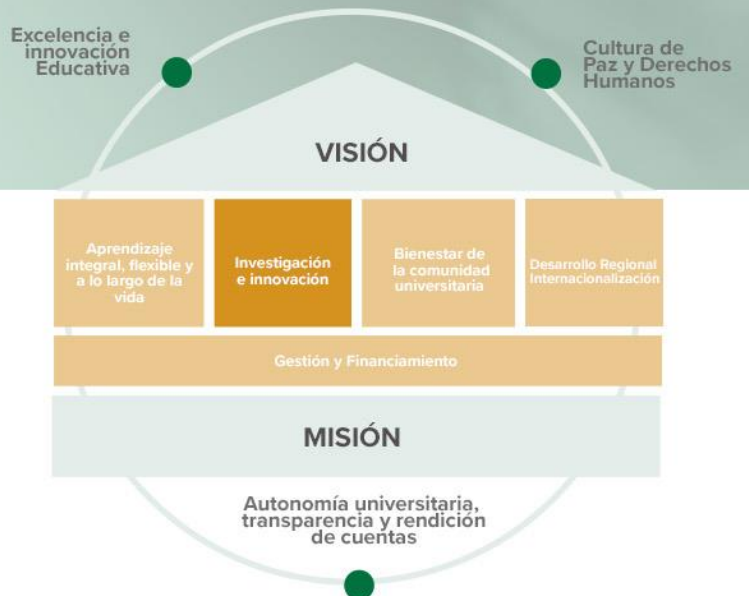 Excelencia e
innovación
Educativa
Cultura de
Paz y Derechos
Humanos
VISIÓN
Aprendizaje
integral, flexible y
a lo largo de la
vida
Investigación
e innovación
Bienestar de
la comunidad
universitaria
Desarrollo Regional
Internacionalización
Gestión y Financiamiento
MISIÓN
Autonomía universitaria,
transparencia y rendición
de cuentas